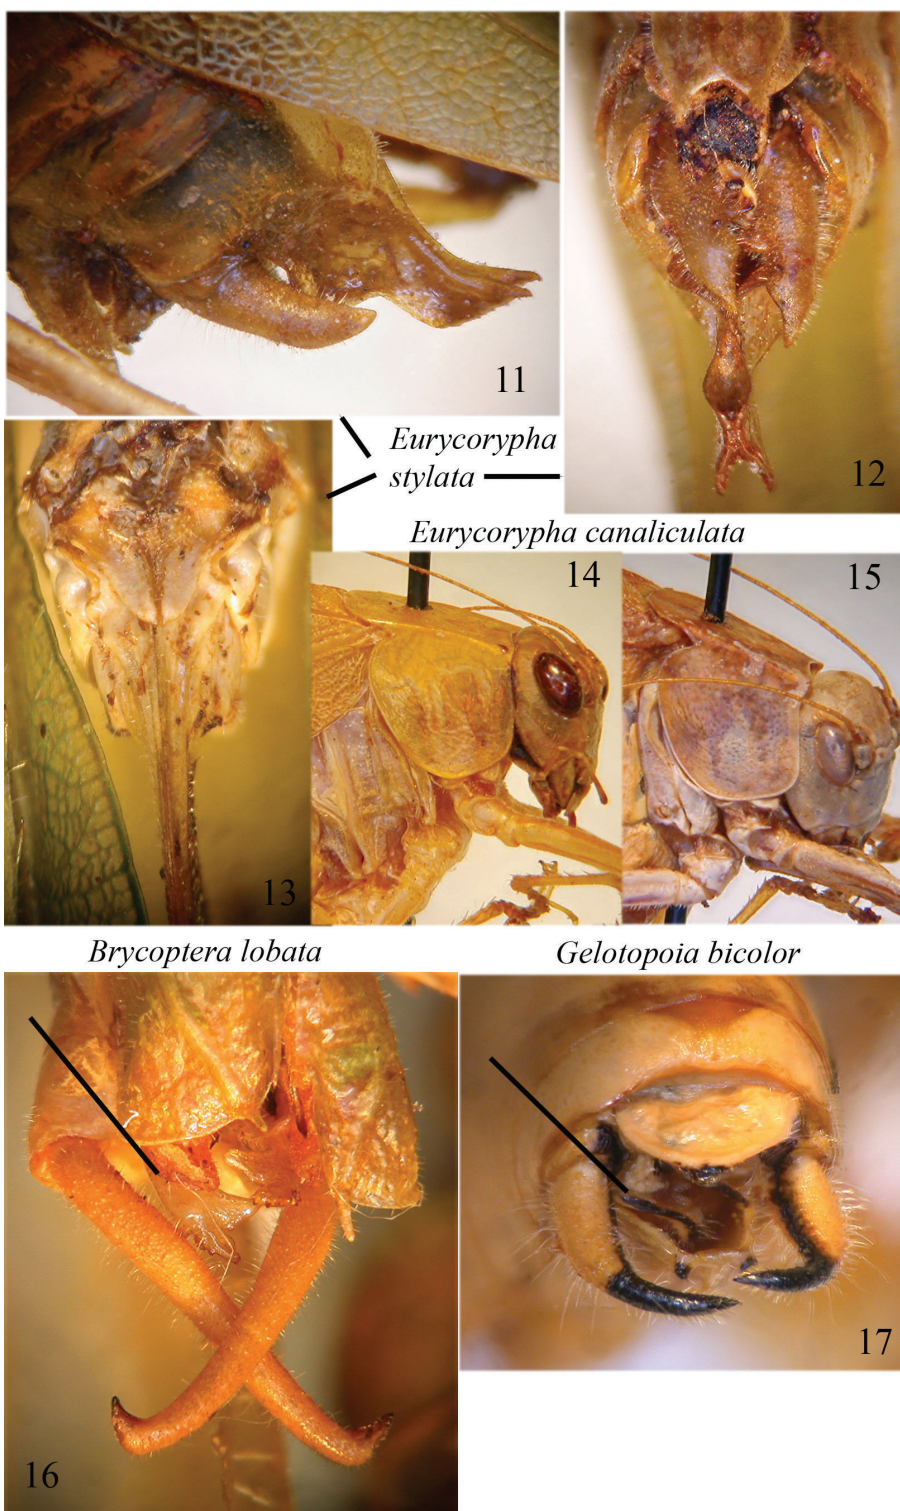 11
12
Eurycorypha
stylata
Eurycorypha canaliculata
13
14
15
Brycoptera lobata
Gelotopoia bicolor
16
17